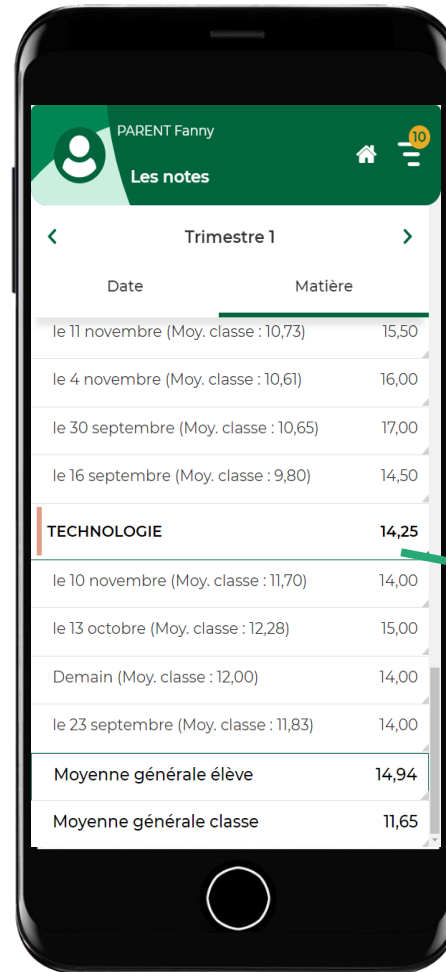 PARENT Fanny
10
Les notes
Trimestre 1
Date Matière
le 11 novembre (Moy. classe : 10,73) 15,50
le 4 novembre (Moy. classe : 10,61) 16,00
le 30 septembre (Moy. classe : 10,65) 17,00
le 16 septembre (Moy. classe : 9,80) 14,50
TECHNOLOGIE 14,25
le 10 novembre (Moy. classe : 11,70) 14,00
le 13 octobre (Moy. classe : 12,28) 15,00
Demain (Moy. classe : 12,00) 14,00
le 23 septembre (Moy. classe : 11,83) 14,00
Moyenne générale élève 14,94
Moyenne générale classe 11,65